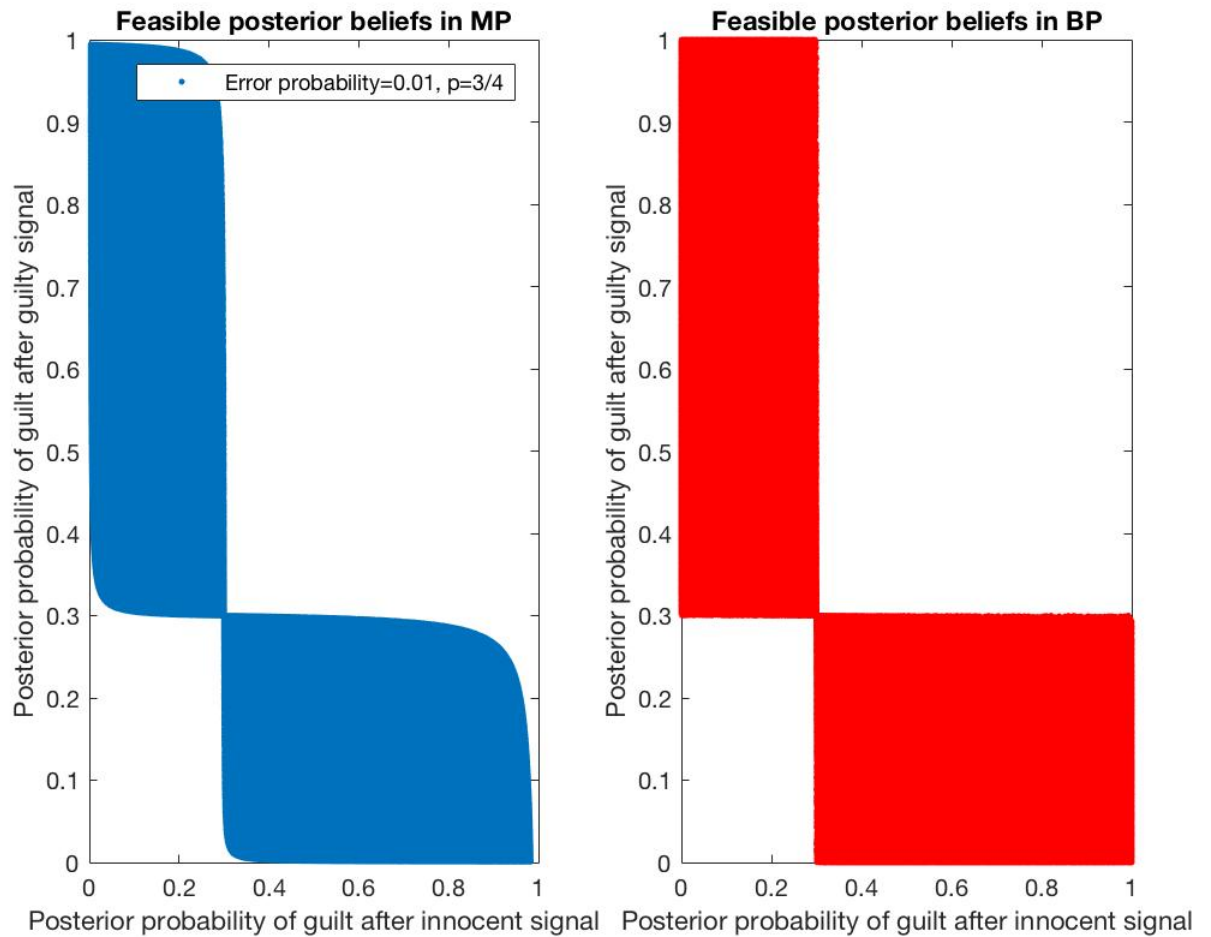 Feasible posterior beliefs in MP
Error probability=0.01, p=3/4
Posterior probability of guilt after guilty signal
1
0.9
0.8
0.7
0.6
0.5
0.4
0.3
0.2
0.1
0
0 0.2 0.4 0.6 0.8 1
Posterior probability of guilt after innocent signal
Feasible posterior beliefs in BP
Posterior probability of guilt after guilty signal
1
0.9
0.8
0.7
0.6
0.5
0.4
0.3
0.2
0.1
0
0 0.2 0.4 0.6 0.8 1
Posterior probability of guilt after innocent signal